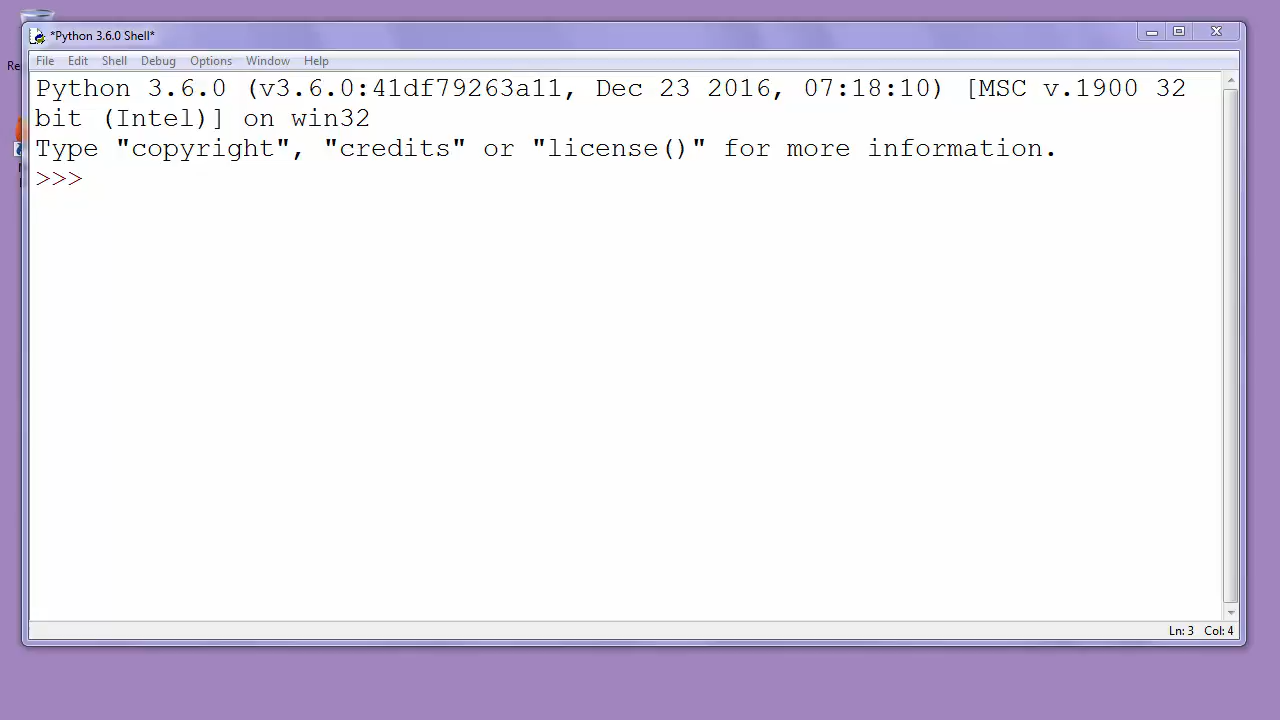 *Python 3.6.0 Shell*
File Edit Shell Debug Options Window Help
Python 3.6.0 (v3.6.0:41df79263a11, Dec 23 2016, 07:18:10) [MSC v.1900 32
bit (Intel)] on win32
Type "copyright", "credits" or "license()" for more information.
>>>
Ln: 3 Col: 4